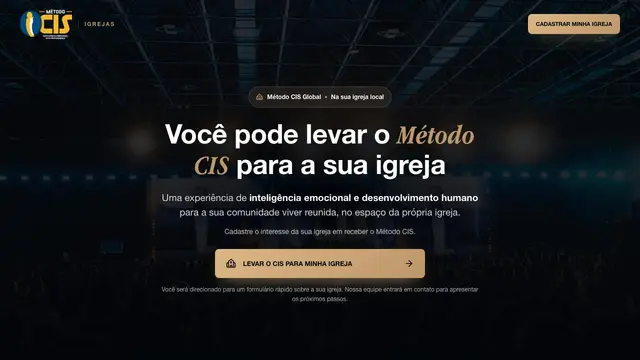 MÉTODO
CIS
IGREJAS
CADASTRAR MINHA IGREJA
Método CIS Global • Na sua igreja local
Você pode levar o Método
CIS para a sua igreja
Uma experiência de inteligência emocional e desenvolvimento humano
para a sua comunidade viver reunida, no espaço da própria igreja.
Cadastre o interesse da sua igreja em receber o Método CIS.
LEVAR O CIS PARA MINHA IGREJA
Você será direcionado para um formulário rápido sobre a sua igreja. Nossa equipe entrará em contato para apresentar
os próximos passos.